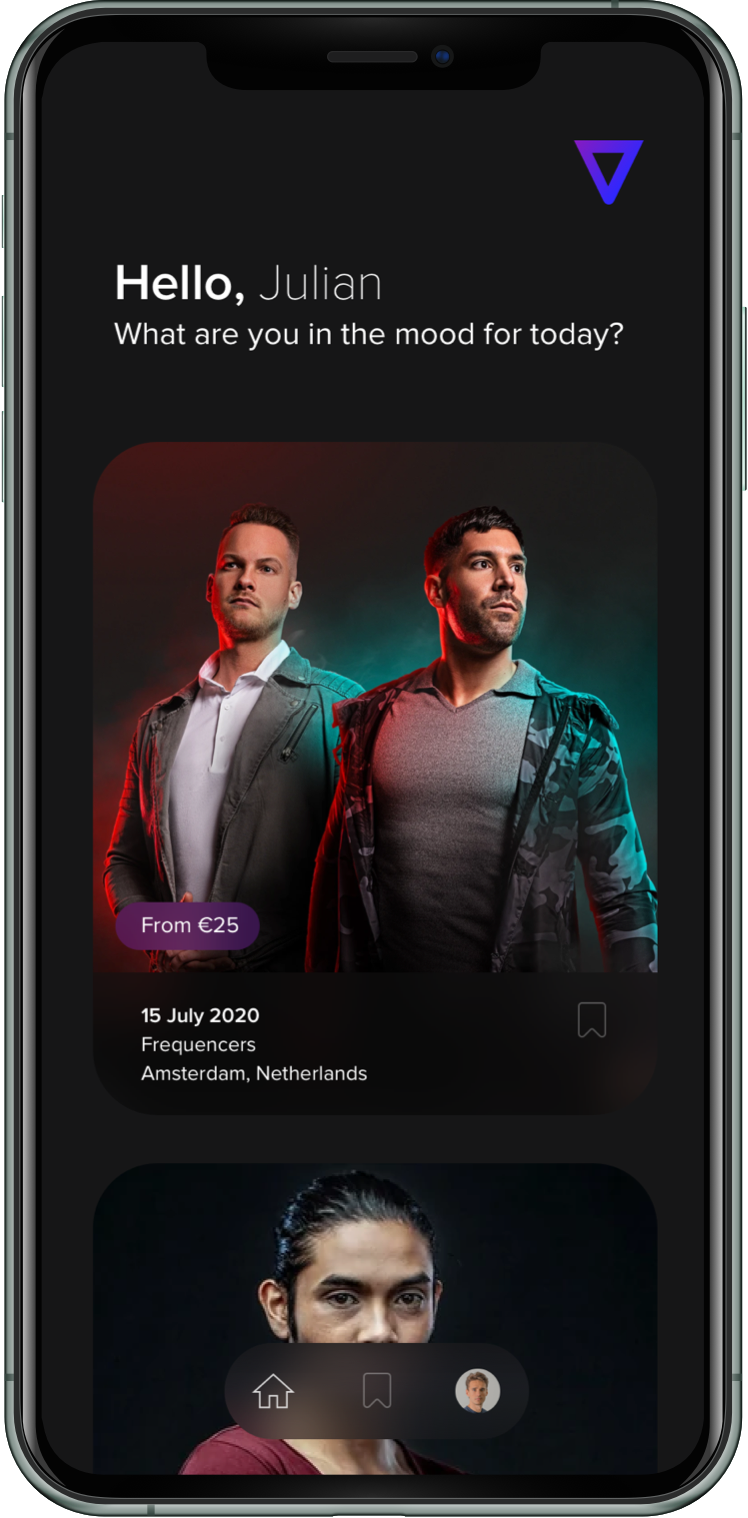 Hello, Julian
What are you in the mood for today?
From €25
15 July 2020
Frequencers
Amsterdam, Netherlands